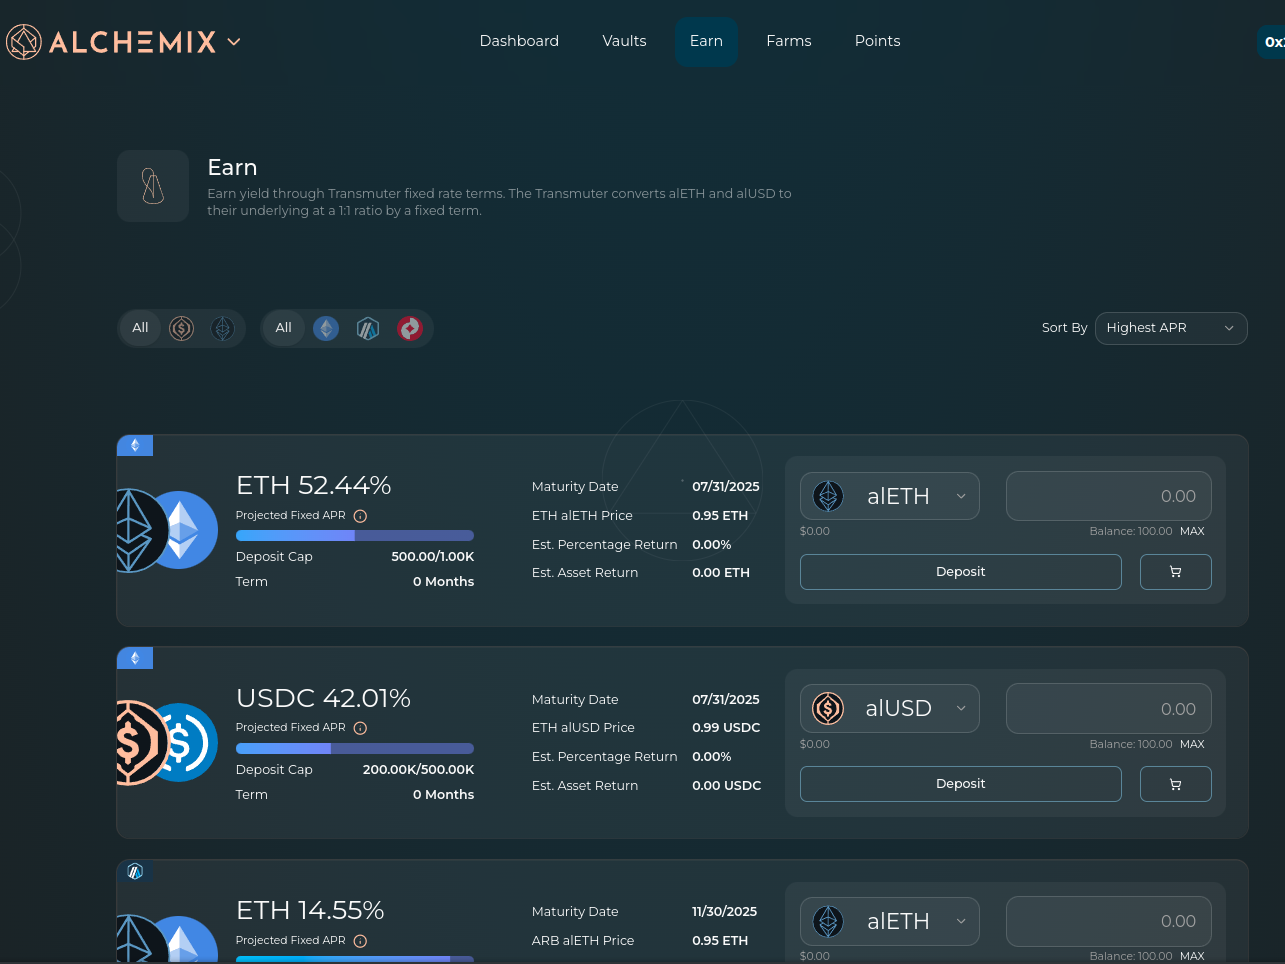 ALCHEMIX
Dashboard Vaults Earn Farms Points
Earn
Earn yield through Transmuter fixed rate terms. The Transmuter converts alETH and alUSD to
their underlying at a 1:1 ratio by a fixed term.
All All Sort By Highest APR
ETH 52.44%
Projected Fixed APR
Deposit Cap 500.00/1.00K
Term 0 Months
Maturity Date 07/31/2025
ETH alETH Price 0.95 ETH
Est. Percentage Return 0.00%
Est. Asset Return 0.00 ETH
alETH 0.00
$0.00 Balance: 100.00 MAX
Deposit
USDC 42.01%
Projected Fixed APR
Deposit Cap 200.00K/500.00K
Term 0 Months
Maturity Date 07/31/2025
ETH alUSD Price 0.99 USDC
Est. Percentage Return 0.00%
Est. Asset Return 0.00 USDC
alUSD 0.00
$0.00 Balance: 100.00 MAX
Deposit
ETH 14.55%
Projected Fixed APR
Maturity Date 11/30/2025
ARB alETH Price 0.95 ETH
alETH 0.00
$0.00 Balance: 100.00 MAX